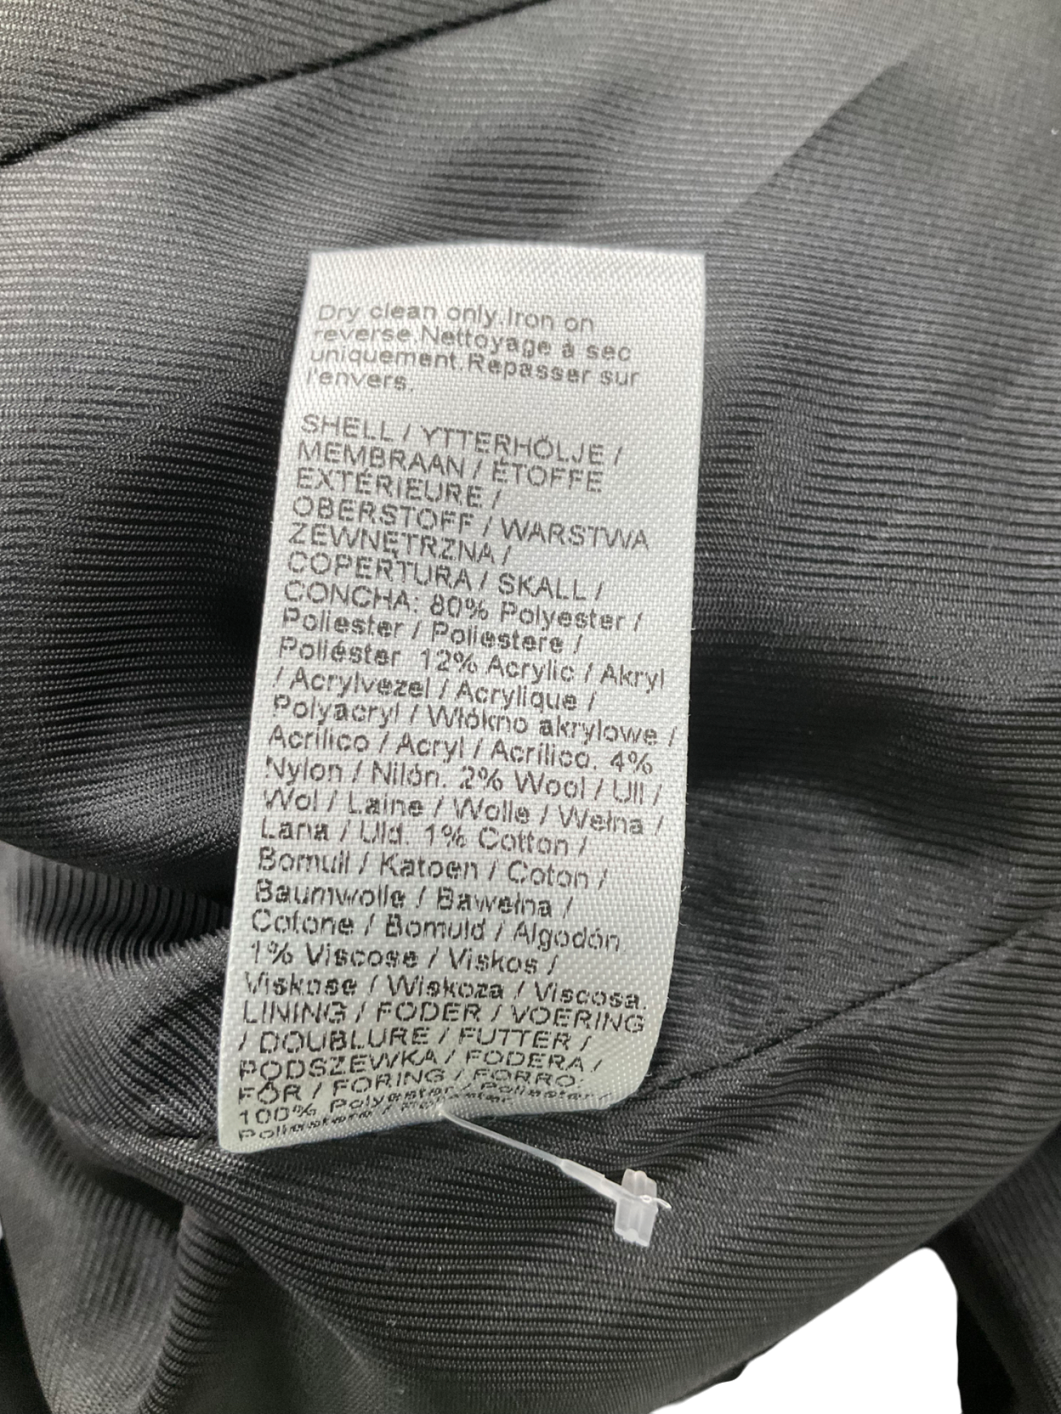 Dry clean only.Iron on
reverse.Nettoyage à sec
uniquement.Repasser sur
l'envers.
SHELL / YTTERHÖLJE /
MEMBRAAN / ÉTOFFE
EXTÉRIEURE /
OBERSTOFF / WARSTWA
ZEWNĘTRZNA /
COPERTURA / SKALL /
CONCHA: 80% Polyester /
Poliester / Poliestere /
Poliéster. 12% Acrylic / Akryl
/ Acrylvezel / Acrylique /
Polyacryl / Włókno akrylowe /
Acrilico / Acryl / Acrílico. 4%
Nylon / Nilón. 2% Wool / Ull /
Wol / Laine / Wolle / Wełna /
Lana / Uld. 1% Cotton /
Bomull / Katoen / Coton /
Baumwolle / Bawełna /
Cotone / Bomuld / Algodón
1% Viscose / Viskos /
Viskose / Wiskoza / Viscosa.
LINING / FODER / VOERING
/ DOUBLURE / FUTTER /
PODSZEWKA / FODERA /
FÓR / FORING / FORRO:
100% Polyester / Poliester /
Poliestere /